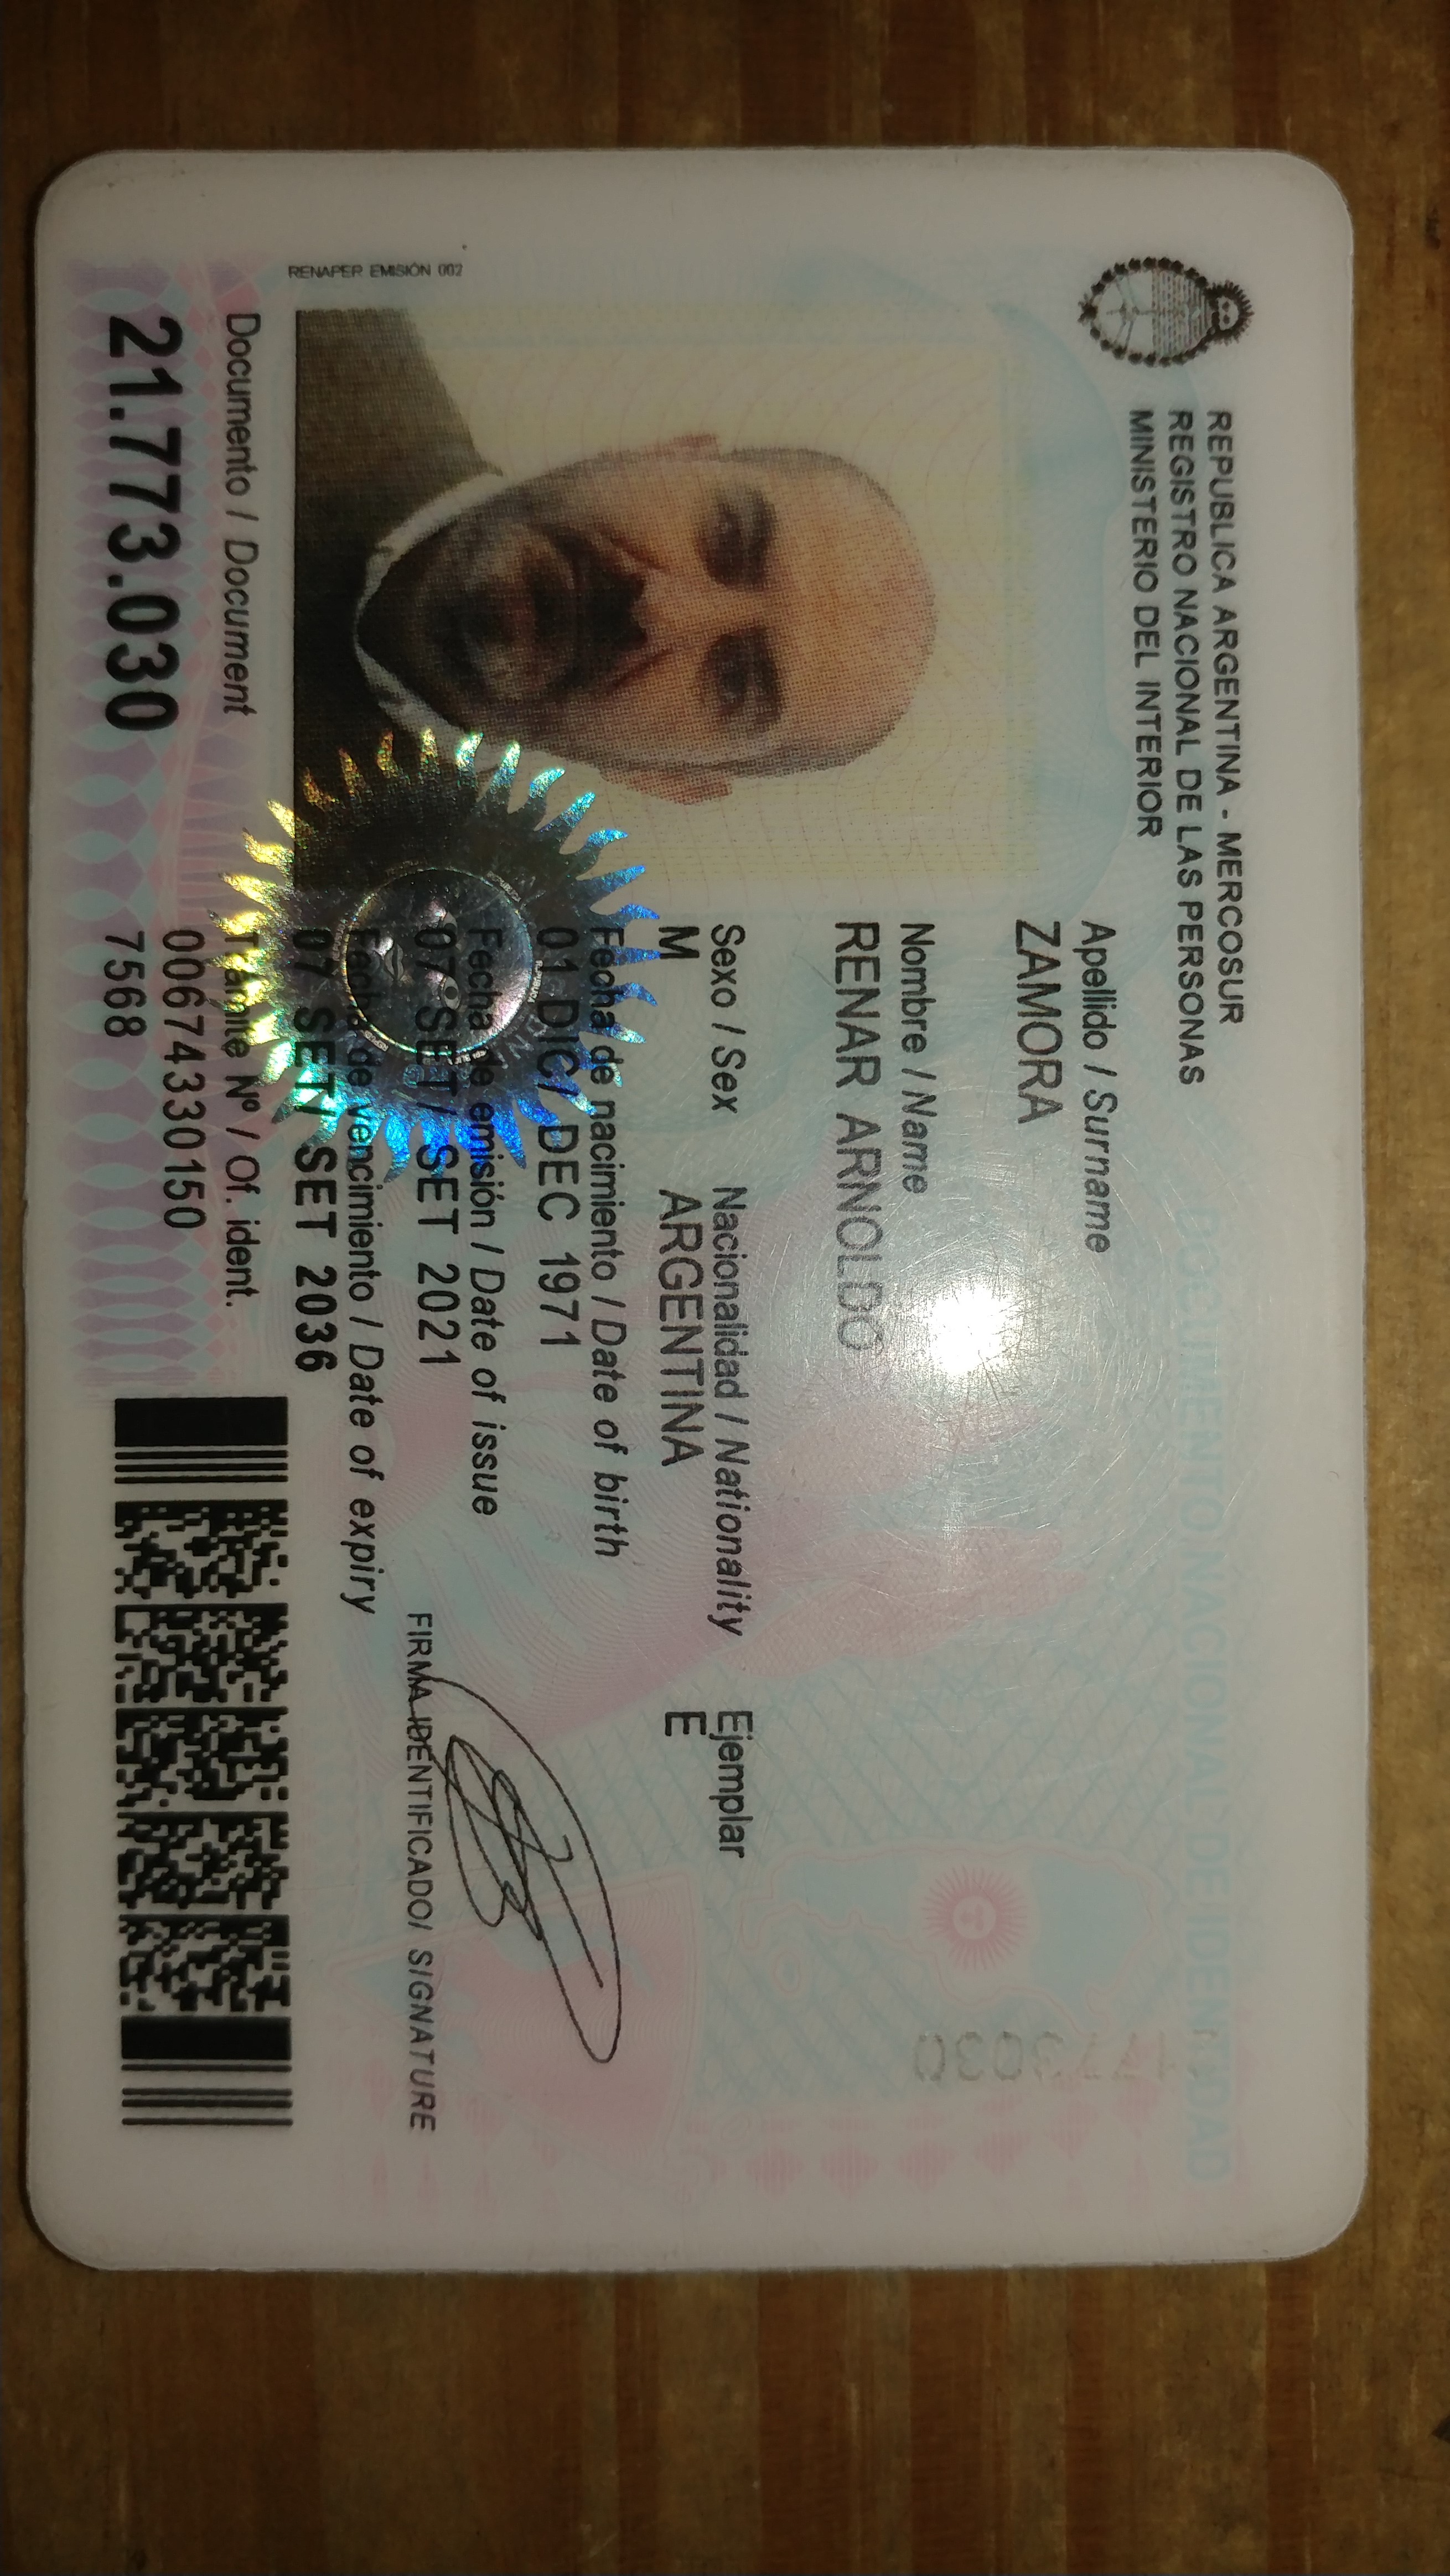 REPUBLICA ARGENTINA - MERCOSUR
REGISTRO NACIONAL DE LAS PERSONAS
MINISTERIO DEL INTERIOR
DOCUMENTO NACIONAL DE IDENTIDAD
Apellido / Surname
ZAMORA
Nombre / Name
RENAR ARNOLDO
Sexo / Sex Nacionalidad / Nationality Ejemplar
M ARGENTINA E
Fecha de nacimiento / Date of birth
01 DIC/ DEC 1971
Fecha de emisión / Date of issue
07 SET/ SET 2021
Fecha de vencimiento / Date of expiry
07 SET/ SET 2036
FIRMA IDENTIFICADO/ SIGNATURE
RENAPER EMISIÓN 002
Documento / Document
21.773.030
Trámite Nº / Of. ident.
00674330150
7568